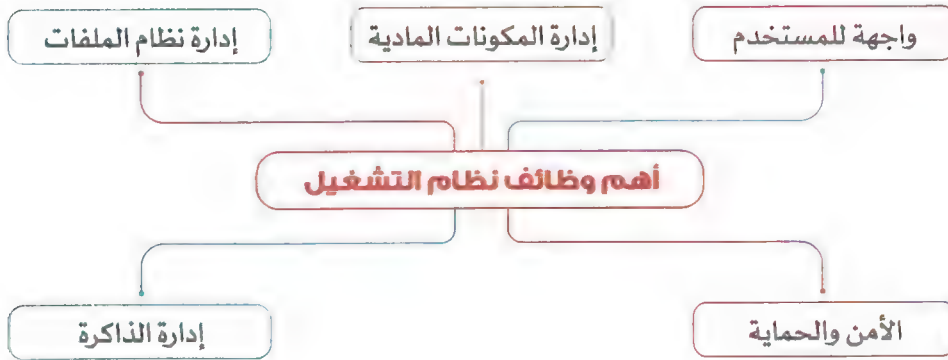 واجهة للمستخدم
إدارة المكونات المادية
إدارة نظام الملفات
أهم وظائف نظام التشغيل
الأمن والحماية
إدارة الذاكرة